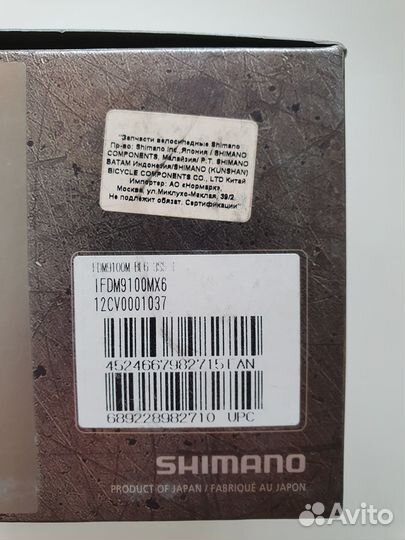 "Запчасти велосипедные Shimano
Пр-во: Shimano Inc.,Япония / SHIMANO
COMPONENTS, Малайзия/ P.T. SHIMANO
BATAM Индонезия/SHIMANO (KUNSHAN)
BICYCLE COMPONENTS CO., LTD Китай
Импортер: АО «Нормарк»,
Москва, ул.Миклухо-Маклая, 39/2.
Не подлежит обязат. Сертификации"
IFDM9100MX6
12CV0001037
4524667982715 EAN
689228982710 UPC
SHIMANO
PRODUCT OF JAPAN / FABRIQUÉ AU JAPON
Avito